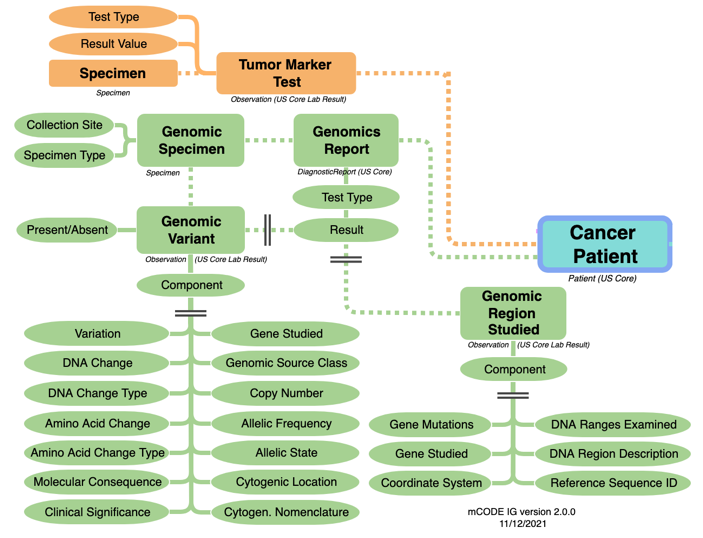 Test Type
Result Value
Specimen
Specimen
Tumor Marker
Test
Observation (US Core Lab Result)
Collection Site
Specimen Type
Genomic
Specimen
Specimen
Genomics
Report
DiagnosticReport (US Core)
Test Type
Result
Present/Absent
Genomic
Variant
Observation (US Core Lab Result)
Component
Cancer
Patient
Patient (US Core)
Genomic
Region
Studied
Observation (US Core Lab Result)
Component
Variation
Gene Studied
DNA Change
Genomic Source Class
DNA Change Type
Copy Number
Amino Acid Change
Allelic Frequency
Amino Acid Change Type
Allelic State
Molecular Consequence
Cytogenic Location
Clinical Significance
Cytogen. Nomenclature
Gene Mutations
DNA Ranges Examined
Gene Studied
DNA Region Description
Coordinate System
Reference Sequence ID
mCODE IG version 2.0.0
11/12/2021